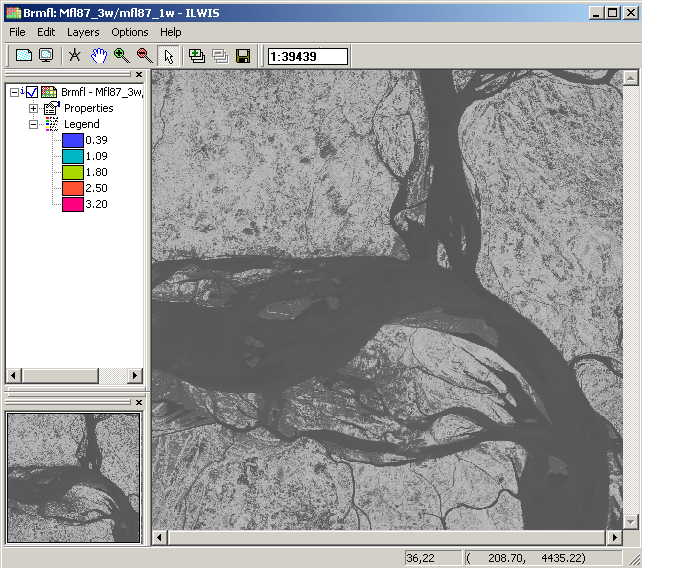 Brmfl: Mfl87_3w/mfl87_1w - ILWIS
File Edit Layers Options Help
1:39439
Brmfl - Mfl87_3w,
Properties
Legend
0.39
1.09
1.80
2.50
3.20
36,22 ( 208.70, 4435.22)